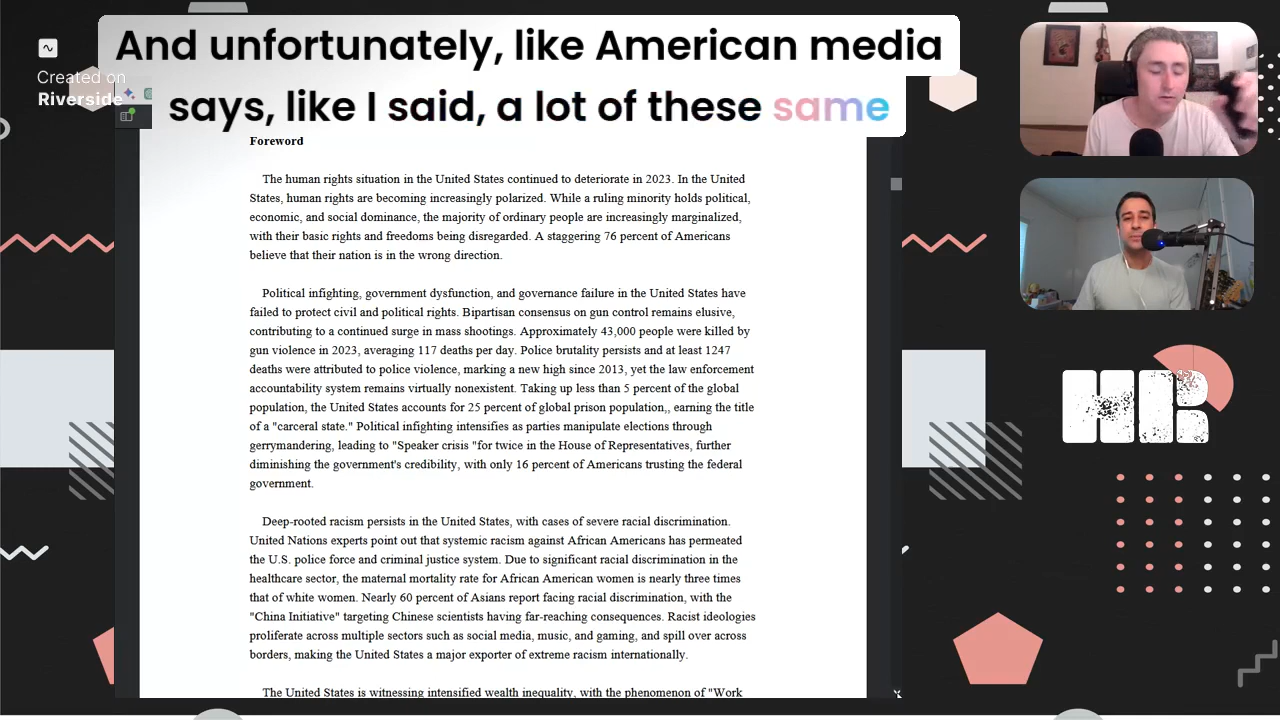 And unfortunately, like American media
says, like I said, a lot of these same
Created on
Riverside
Foreword
The human rights situation in the United States continued to deteriorate in 2023. In the United
States, human rights are becoming increasingly polarized. While a ruling minority holds political,
economic, and social dominance, the majority of ordinary people are increasingly marginalized,
with their basic rights and freedoms being disregarded. A staggering 76 percent of Americans
believe that their nation is in the wrong direction.
Political infighting, government dysfunction, and governance failure in the United States have
failed to protect civil and political rights. Bipartisan consensus on gun control remains elusive,
contributing to a continued surge in mass shootings. Approximately 43,000 people were killed by
gun violence in 2023, averaging 117 deaths per day. Police brutality persists and at least 1247
deaths were attributed to police violence, marking a new high since 2013, yet the law enforcement
accountability system remains virtually nonexistent. Taking up less than 5 percent of the global
population, the United States accounts for 25 percent of global prison population,, earning the title
of a "carceral state." Political infighting intensifies as parties manipulate elections through
gerrymandering, leading to "Speaker crisis "for twice in the House of Representatives, further
diminishing the government's credibility, with only 16 percent of Americans trusting the federal
government.
Deep-rooted racism persists in the United States, with cases of severe racial discrimination.
United Nations experts point out that systemic racism against African Americans has permeated
the U.S. police force and criminal justice system. Due to significant racial discrimination in the
healthcare sector, the maternal mortality rate for African American women is nearly three times
that of white women. Nearly 60 percent of Asians report facing racial discrimination, with the
"China Initiative" targeting Chinese scientists having far-reaching consequences. Racist ideologies
proliferate across multiple sectors such as social media, music, and gaming, and spill over across
borders, making the United States a major exporter of extreme racism internationally.
The United States is witnessing intensified wealth inequality, with the phenomenon of "Work
HR